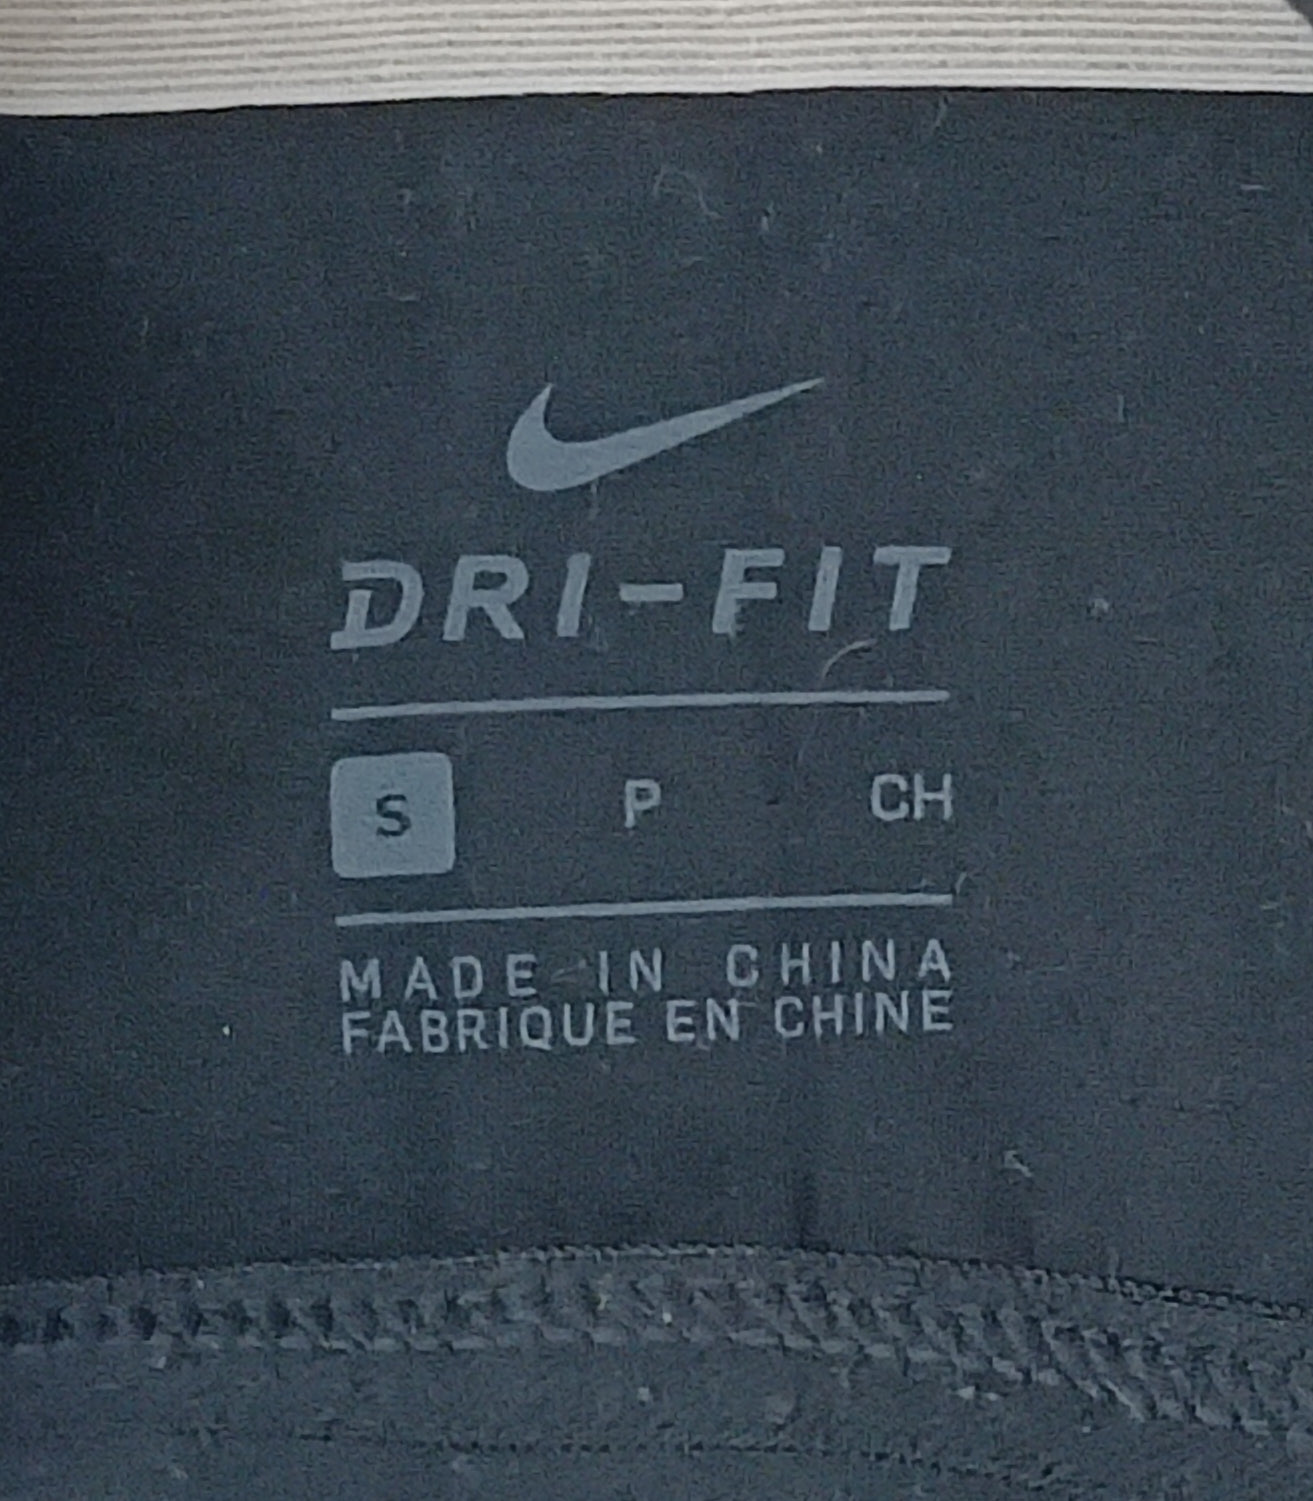 DRI-FIT
S P CH
MADE IN CHINA
FABRIQUE EN CHINE